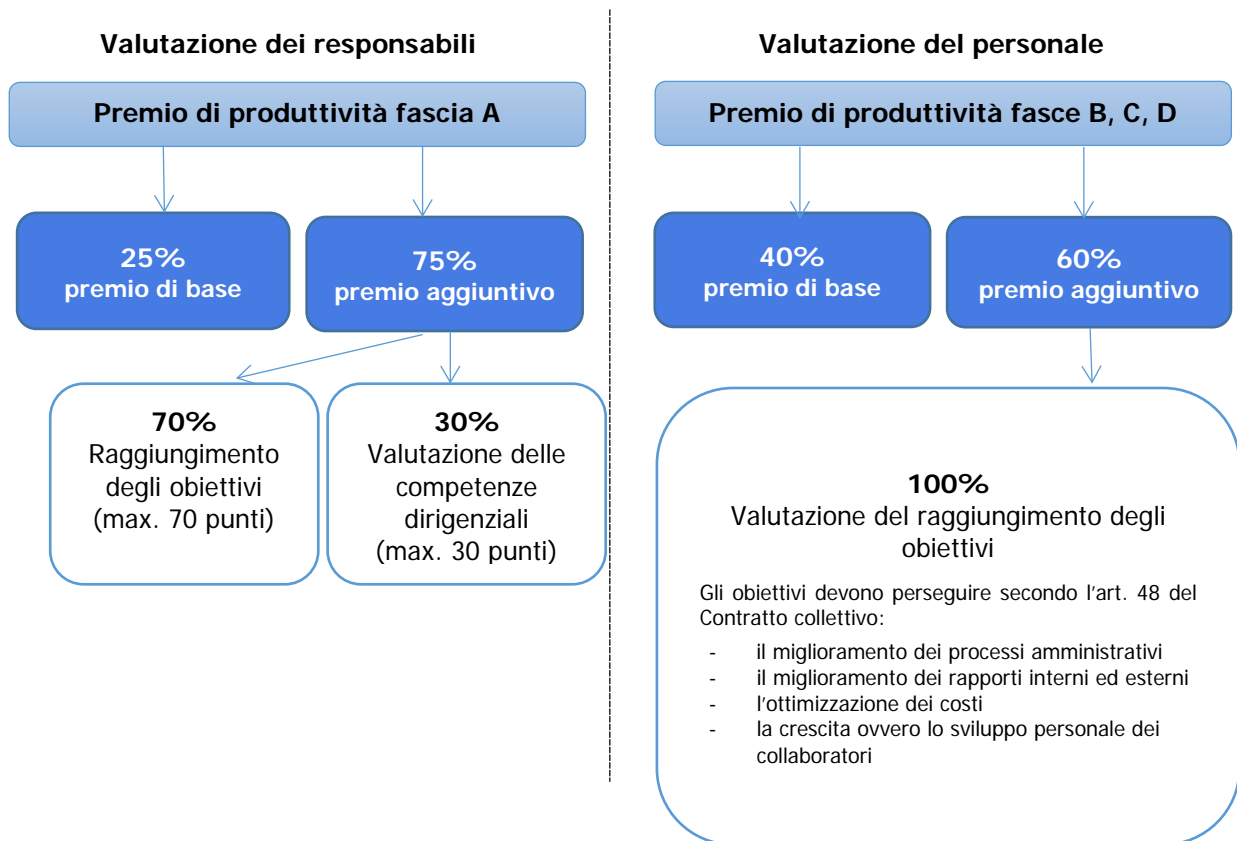 Valutazione dei responsabili
Premio di produttività fascia A
25%
premio di base
75%
premio aggiuntivo
70%
Raggiungimento
degli obiettivi
(max. 70 punti)
30%
Valutazione delle
competenze
dirigenziali
(max. 30 punti)
Valutazione del personale
Premio di produttività fasce B, C, D
40%
premio di base
60%
premio aggiuntivo
100%
Valutazione del raggiungimento degli
obiettivi
Gli obiettivi devono perseguire secondo l'art. 48 del
Contratto collettivo:
- il miglioramento dei processi amministrativi
- il miglioramento dei rapporti interni ed esterni
- l'ottimizzazione dei costi
- la crescita ovvero lo sviluppo personale dei
collaboratori